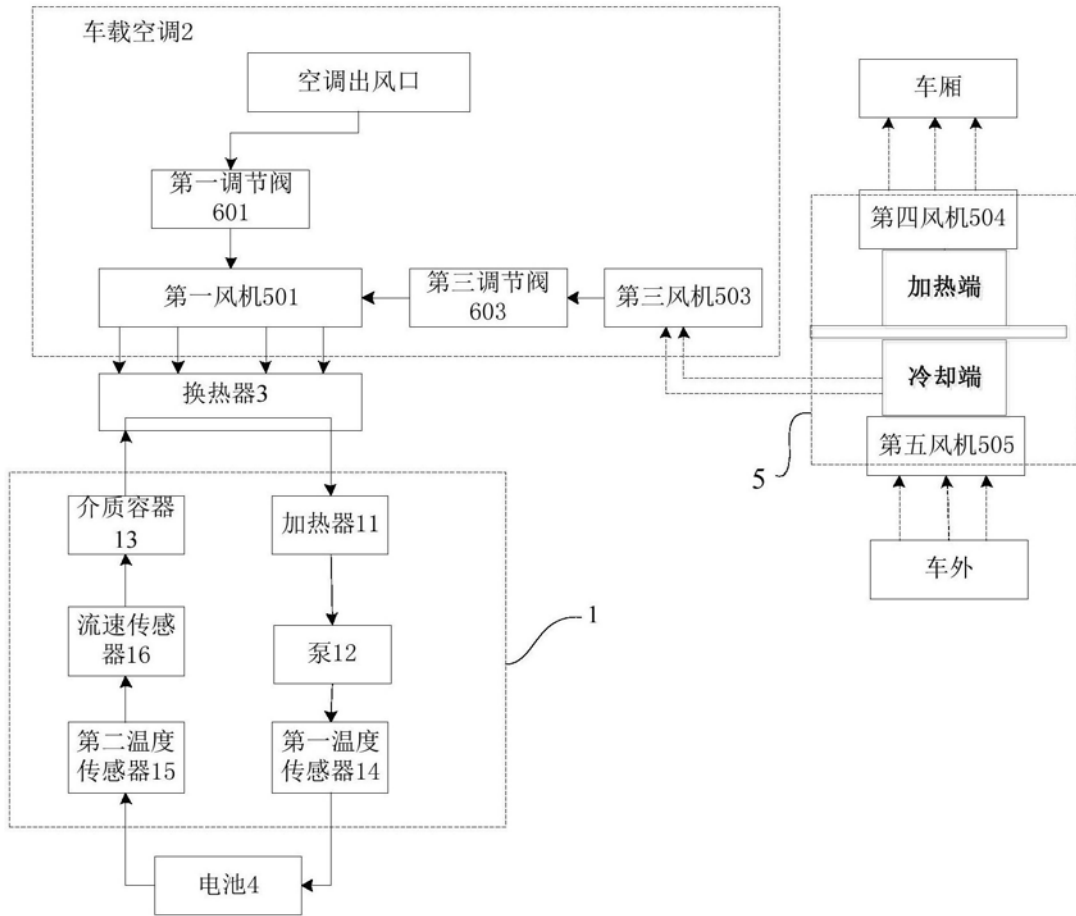 车载空调2
空调出风口
第一调节阀
601
第一风机501
第三调节阀
603
第三风机503
换热器3
车厢
第四风机504
加热端
冷却端
第五风机505
5
车外
介质容器
13
加热器11
流速传感
器16
泵12
1
第二温度
传感器15
第一温度
传感器14
电池4